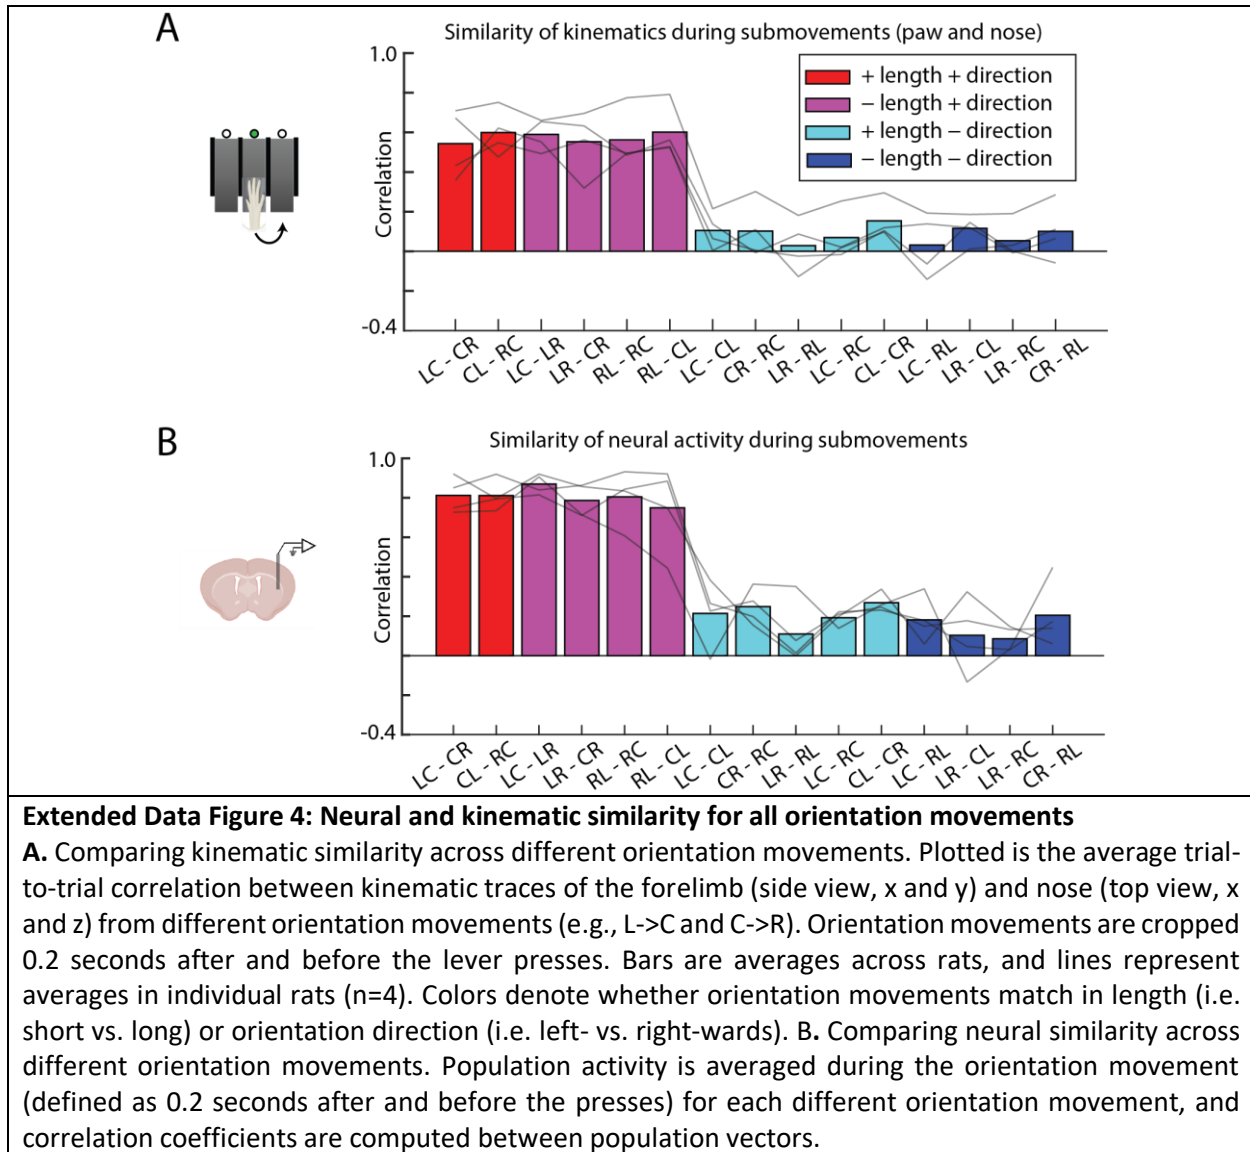 A
Similarity of kinematics during submovements (paw and nose)
1.0
+ length + direction
− length + direction
+ length − direction
− length − direction
Correlation
-0.4
LC - CR
CL - RC
LC - LR
LR - CR
RL - RC
RL - CL
LC - CL
CR - RC
LR - RL
LC - RC
CL - CR
LC - RL
LR - CL
LR - RC
CR - RL
B
Similarity of neural activity during submovements
1.0
Correlation
-0.4
LC - CR
CL - RC
LC - LR
LR - CR
RL - RC
RL - CL
LC - CL
CR - RC
LR - RL
LC - RC
CL - CR
LC - RL
LR - CL
LR - RC
CR - RL
Extended Data Figure 4: Neural and kinematic similarity for all orientation movements
A. Comparing kinematic similarity across different orientation movements. Plotted is the average trial-
to-trial correlation between kinematic traces of the forelimb (side view, x and y) and nose (top view, x
and z) from different orientation movements (e.g., L->C and C->R). Orientation movements are cropped
0.2 seconds after and before the lever presses. Bars are averages across rats, and lines represent
averages in individual rats (n=4). Colors denote whether orientation movements match in length (i.e.
short vs. long) or orientation direction (i.e. left- vs. right-wards). B. Comparing neural similarity across
different orientation movements. Population activity is averaged during the orientation movement
(defined as 0.2 seconds after and before the presses) for each different orientation movement, and
correlation coefficients are computed between population vectors.